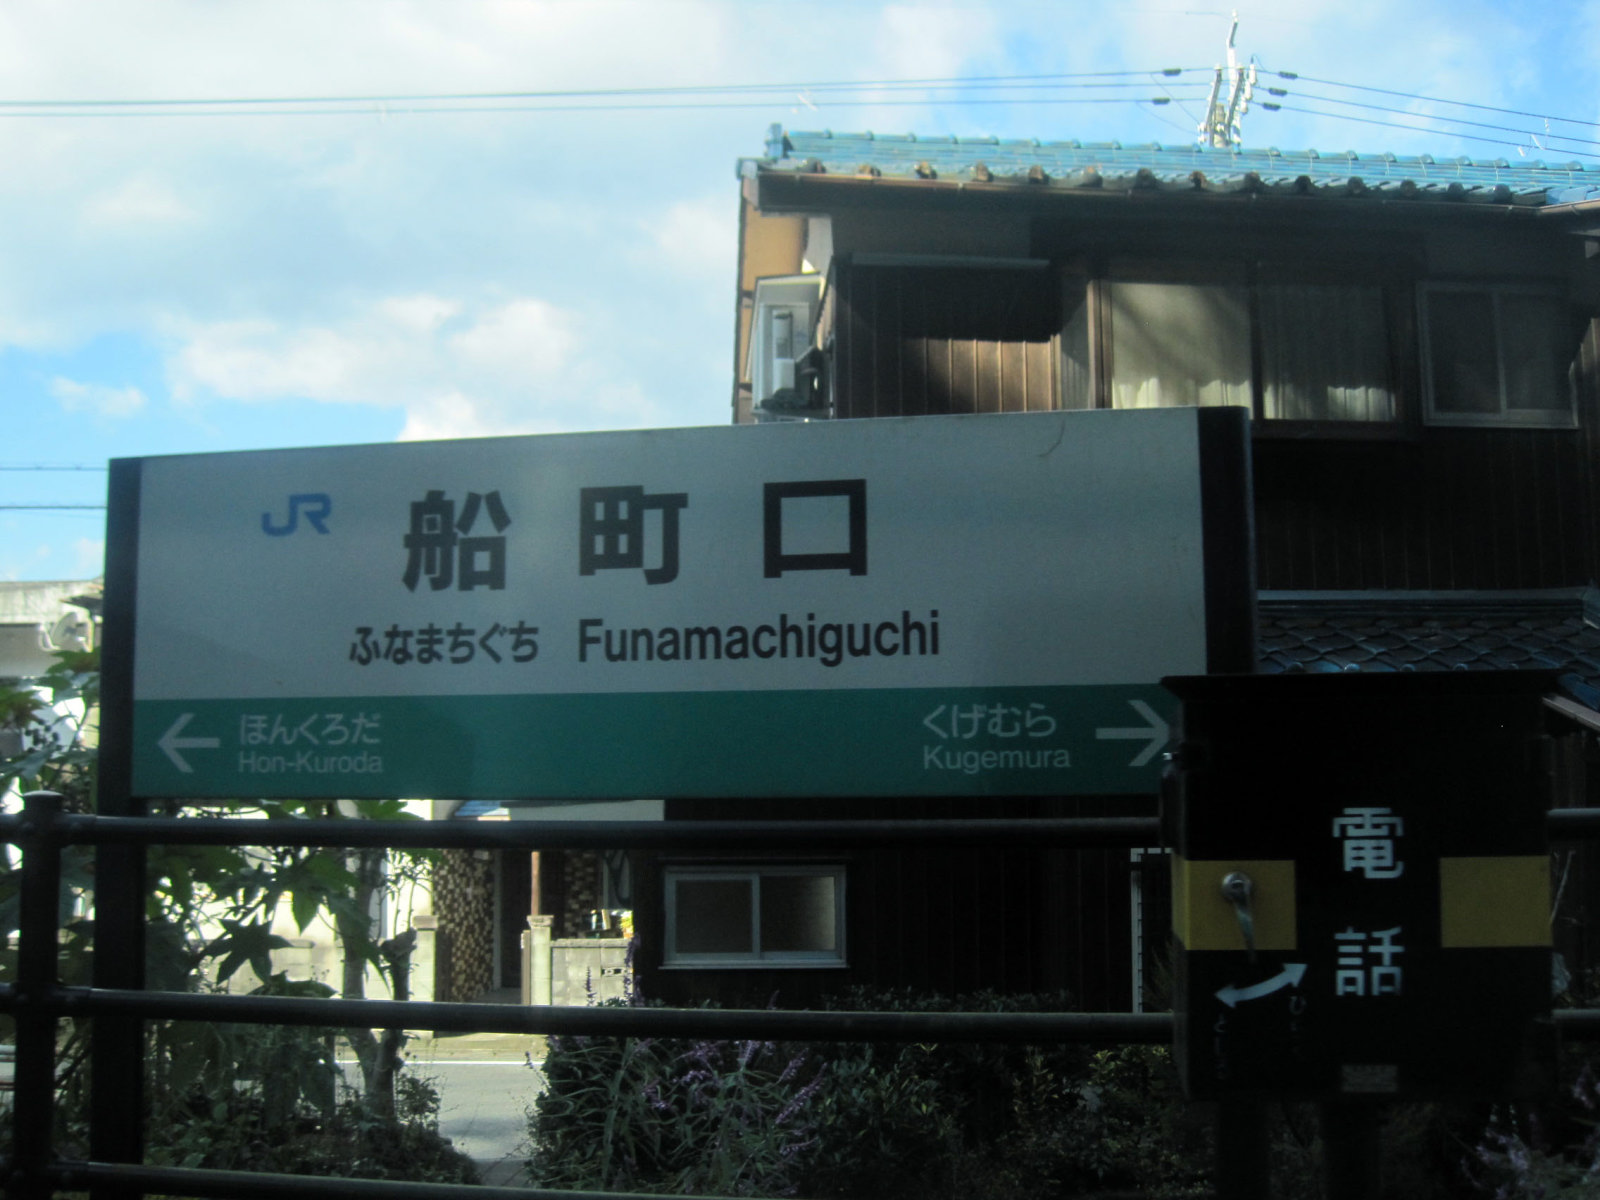 JR 船町口
ふなまちぐち Funamachiguchi
← ほんくろだ
Hon-Kuroda
くげむら →
Kugemura
電
話